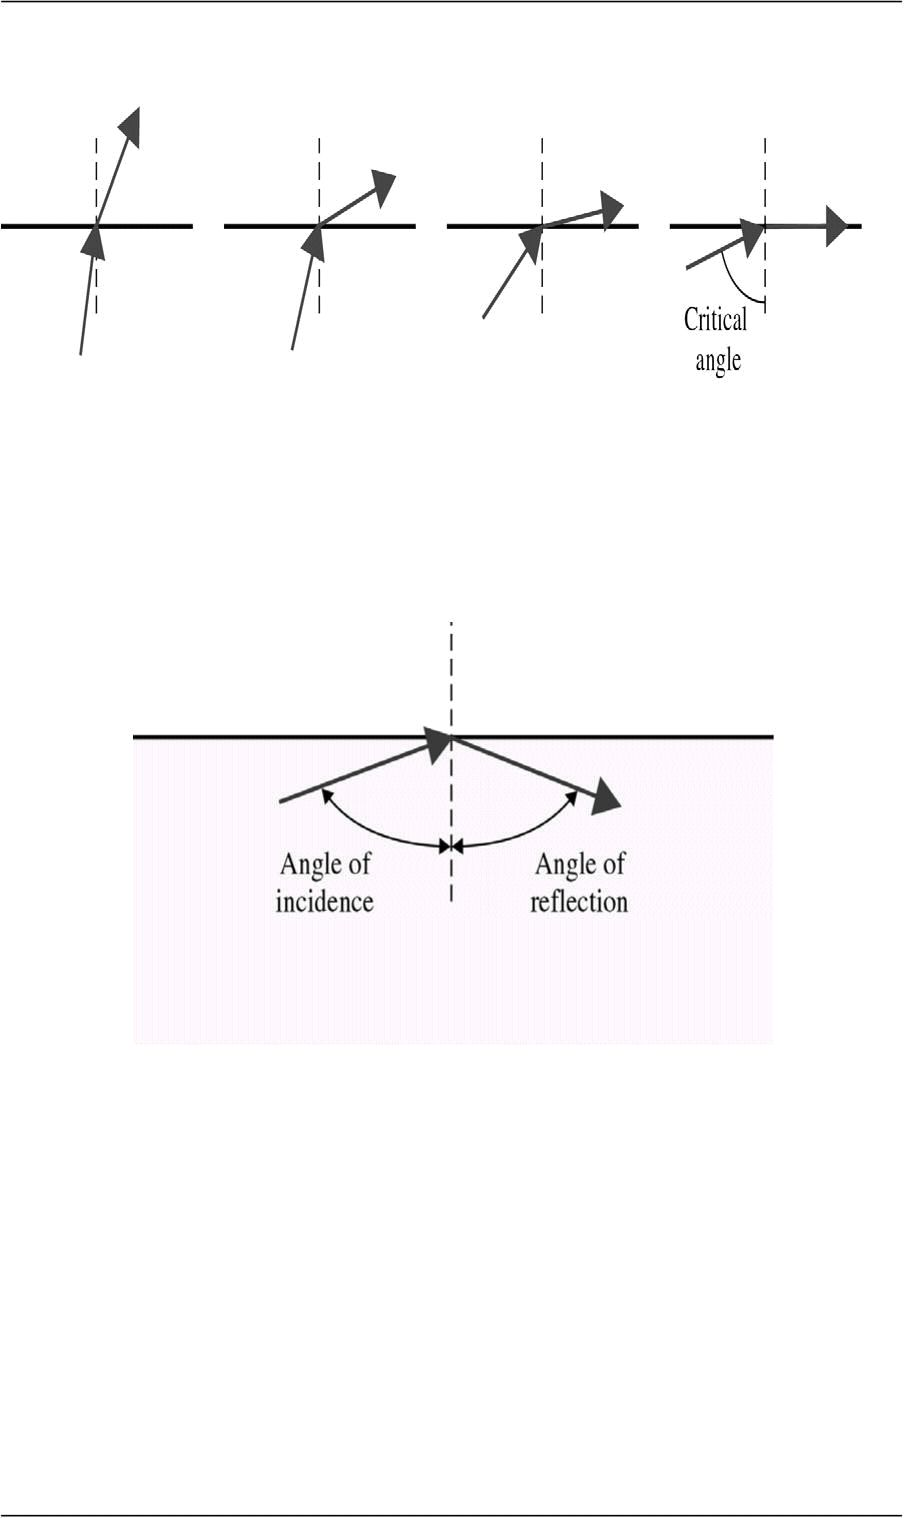 Critical
angle
Angle of
incidence
Angle of
reflection